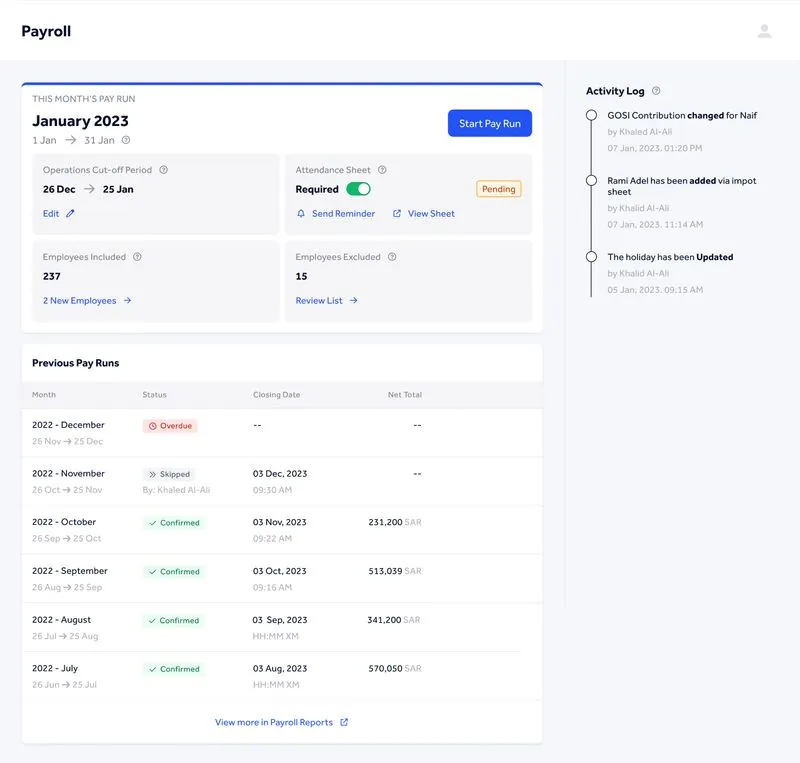 Payroll
THIS MONTH'S PAY RUN
January 2023
1 Jan → 31 Jan
Start Pay Run
Operations Cut-off Period
26 Dec → 25 Jan
Edit
Attendance Sheet
Required
Pending
Send Reminder View Sheet
Employees Included
237
2 New Employees →
Employees Excluded
15
Review List →
Previous Pay Runs
Month Status Closing Date Net Total
2022 - December Overdue -- --
26 Nov → 25 Dec
2022 - November Skipped 03 Dec, 2023 --
26 Oct → 25 Nov By: Khaled Al-Ali 09:30 AM
2022 - October Confirmed 03 Nov, 2023 231,200 SAR
26 Sep → 25 Oct 09:22 AM
2022 - September Confirmed 03 Oct, 2023 513,039 SAR
26 Aug → 25 Sep 09:16 AM
2022 - August Confirmed 03 Sep, 2023 341,200 SAR
26 Jul → 25 Aug HH:MM XM
2022 - July Confirmed 03 Aug, 2023 570,050 SAR
26 Jun → 25 Jul HH:MM XM
View more in Payroll Reports
Activity Log
GOSI Contribution changed for Naif
by Khaled Al-Ali
07 Jan, 2023. 01:20 PM
Rami Adel has been added via impot
sheet
by Khalid Al-Ali
07 Jan, 2023. 11:14 AM
The holiday has been Updated
by Khalid Al-Ali
05 Jan, 2023. 09:15 AM